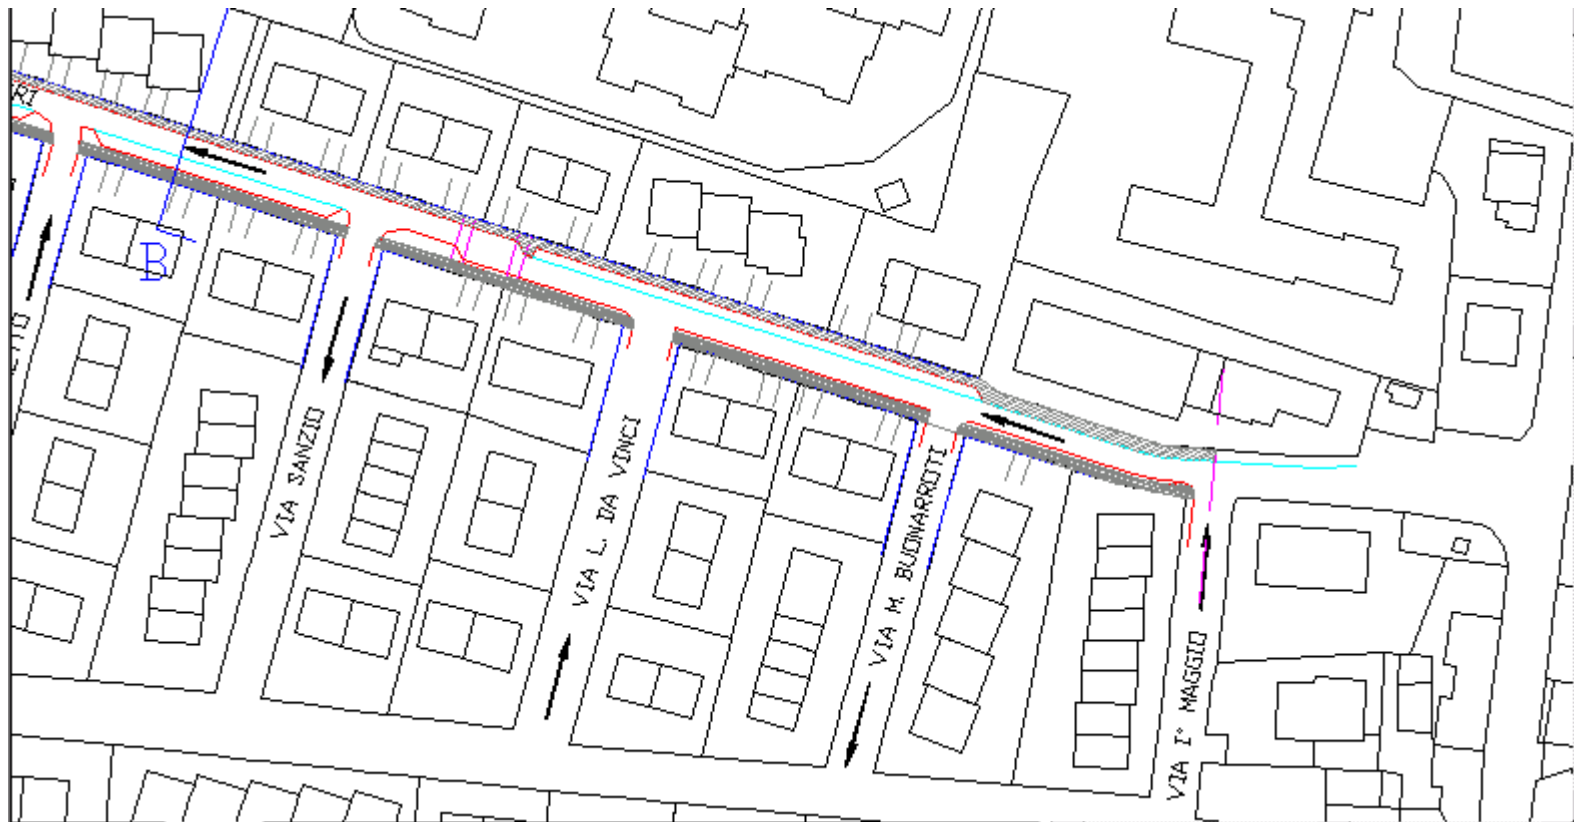 B
VIA SANZIO
VIA L. DA VINCI
VIA M. BUONARROTI
VIA I° MAGGIO